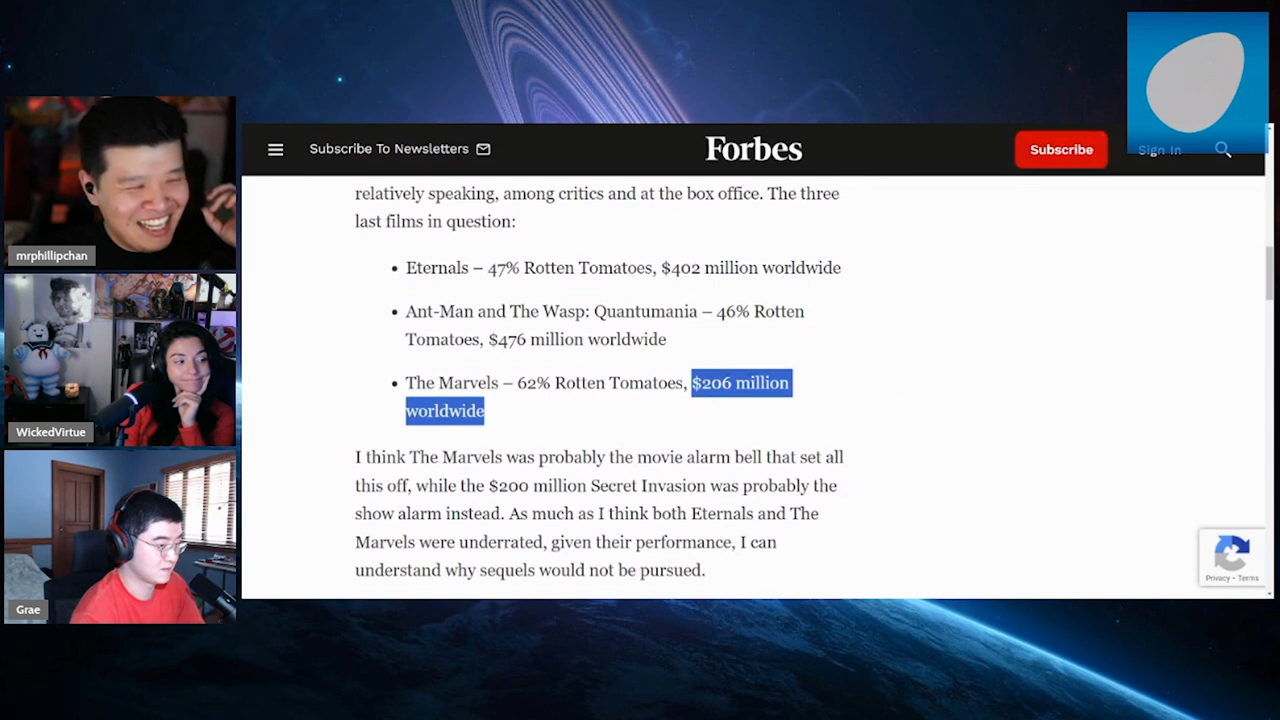 Subscribe To Newsletters
Forbes
Subscribe
Sign In
relatively speaking, among critics and at the box office. The three
last films in question:
• Eternals – 47% Rotten Tomatoes, $402 million worldwide
• Ant-Man and The Wasp: Quantumania – 46% Rotten
Tomatoes, $476 million worldwide
• The Marvels – 62% Rotten Tomatoes, $206 million
worldwide
I think The Marvels was probably the movie alarm bell that set all
this off, while the $200 million Secret Invasion was probably the
show alarm instead. As much as I think both Eternals and The
Marvels were underrated, given their performance, I can
understand why sequels would not be pursued.
Privacy - Terms
mrphillipchan
WickedVirtue
Grae